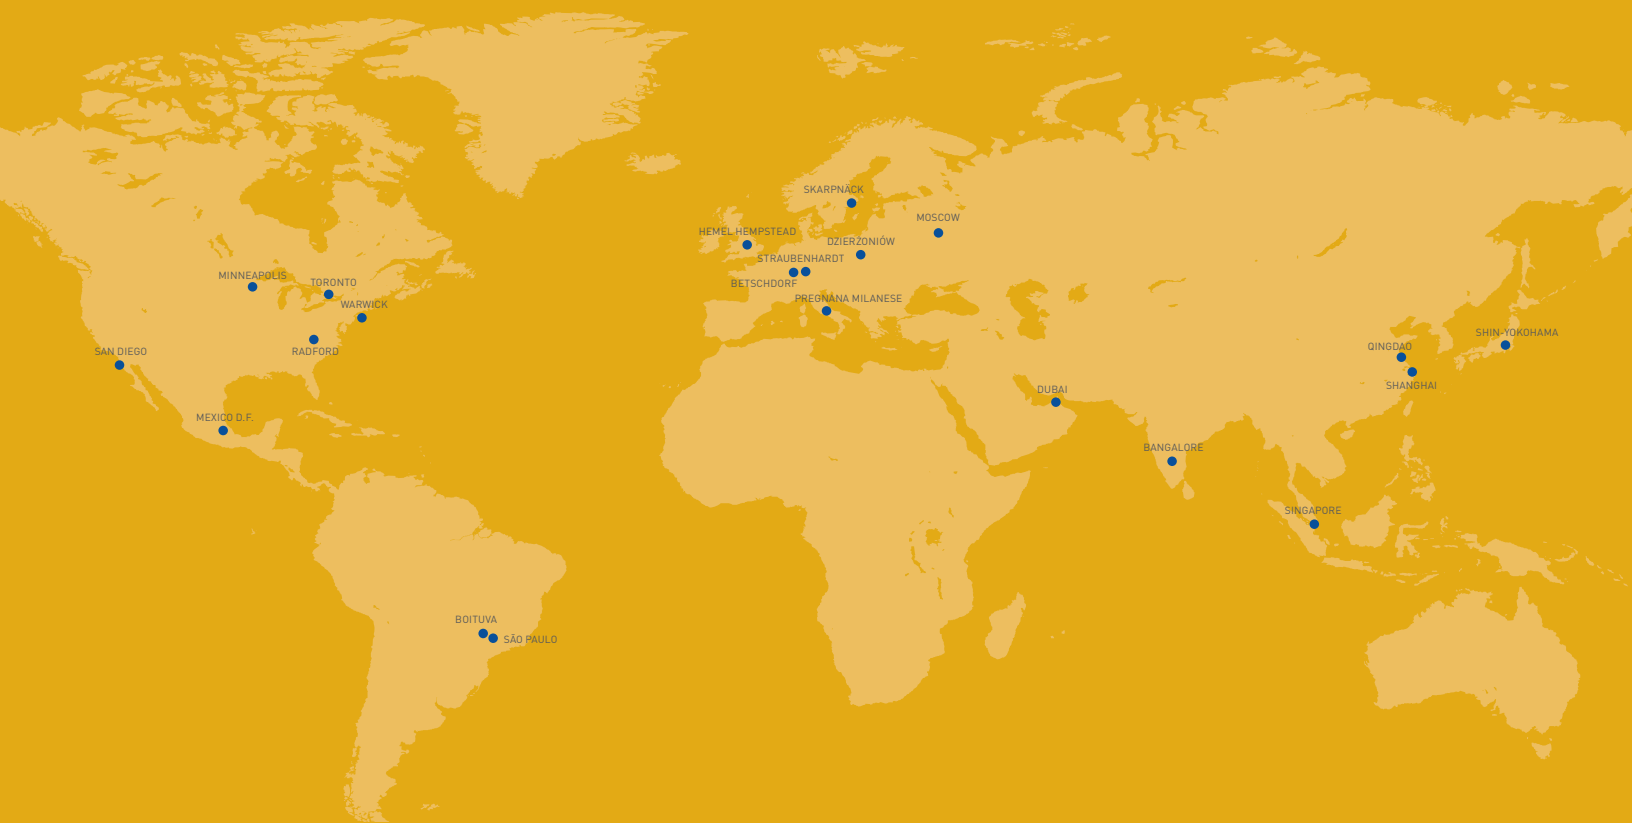 SKARPNÄCK
MOSCOW
HEMEL HEMPSTEAD
DZIERŻONIÓW
STRAUBENHARDT
BETSCHDORF
PREGNANA MILANESE
MINNEAPOLIS
TORONTO
WARWICK
SAN DIEGO
RADFORD
MEXICO D.F.
SHIN-YOKOHAMA
QINGDAO
SHANGHAI
DUBAI
BANGALORE
SINGAPORE
BOITUVA
SÃO PAULO